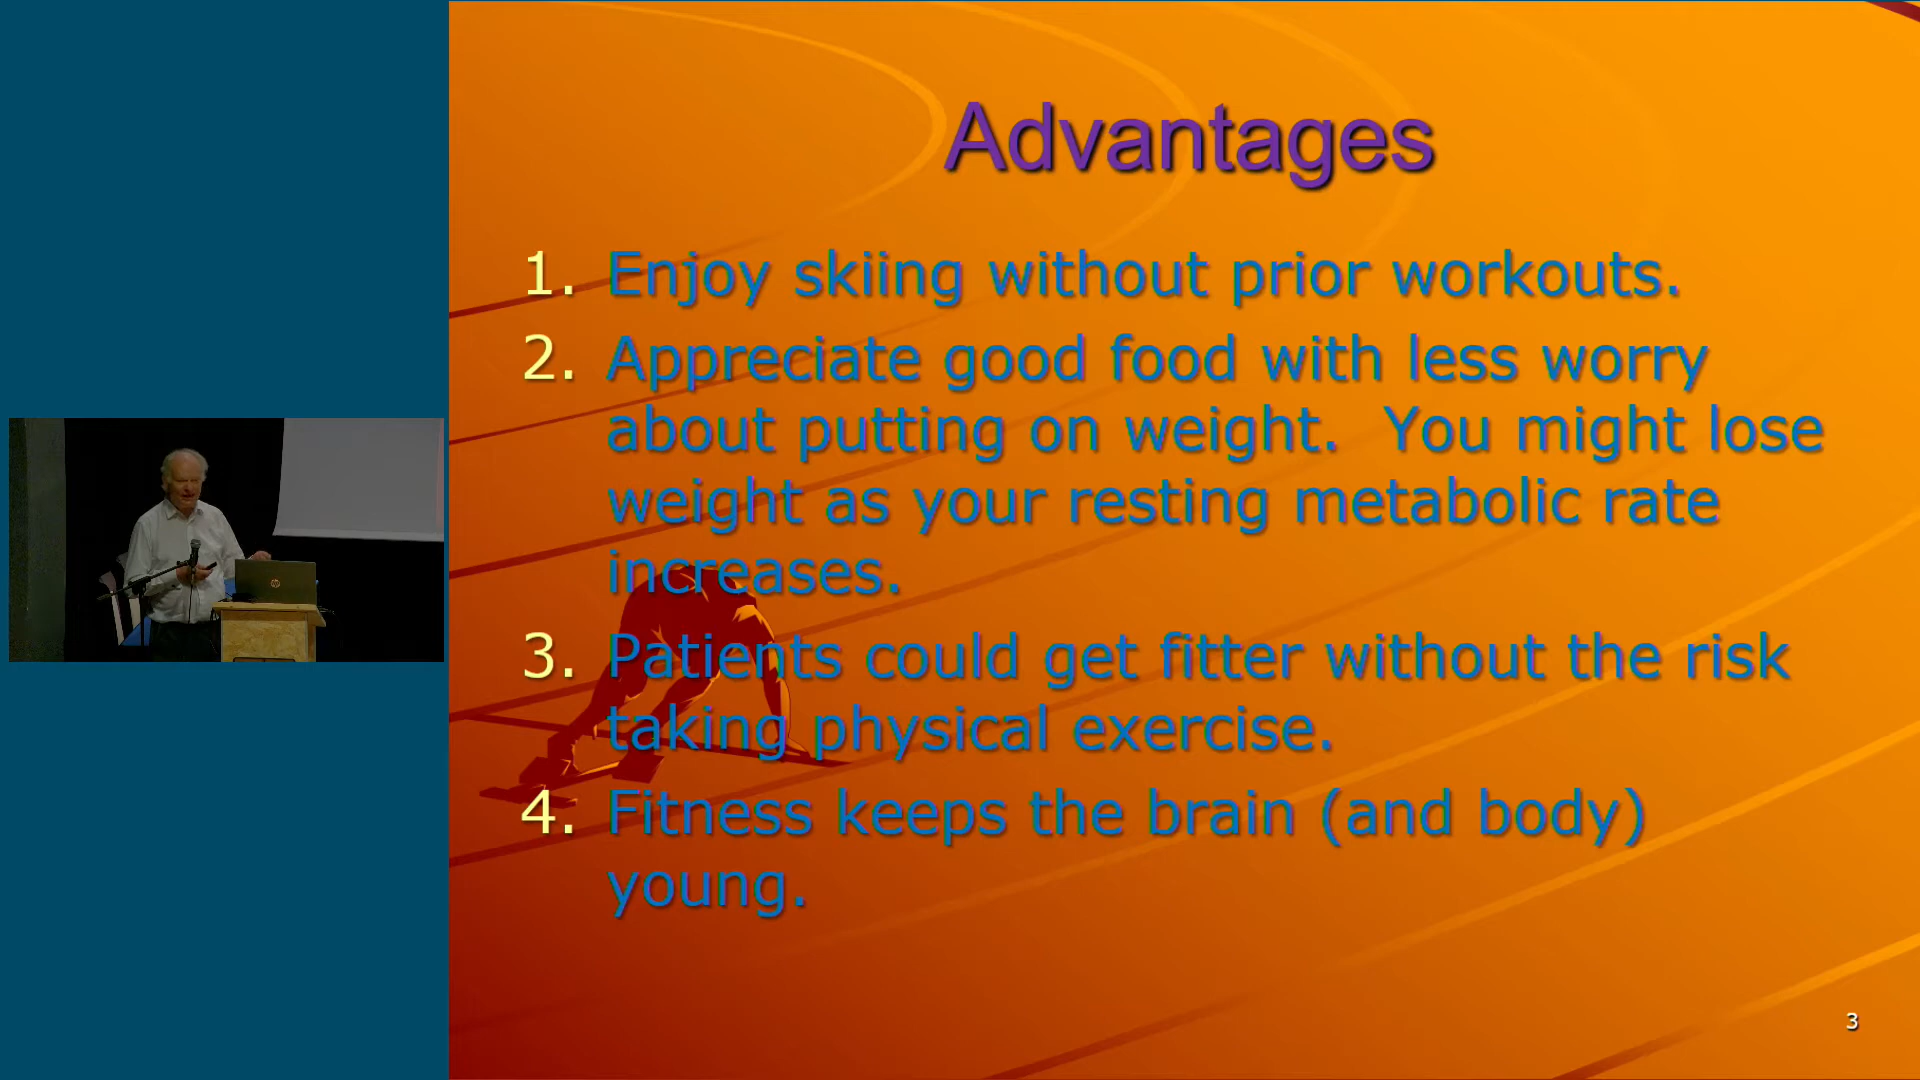 Advantages
1. Enjoy skiing without prior workouts.
2. Appreciate good food with less worry
about putting on weight.  You might lose
weight as your resting metabolic rate
increases.
3. Patients could get fitter without the risk
taking physical exercise.
4. Fitness keeps the brain (and body)
young.
3
hp